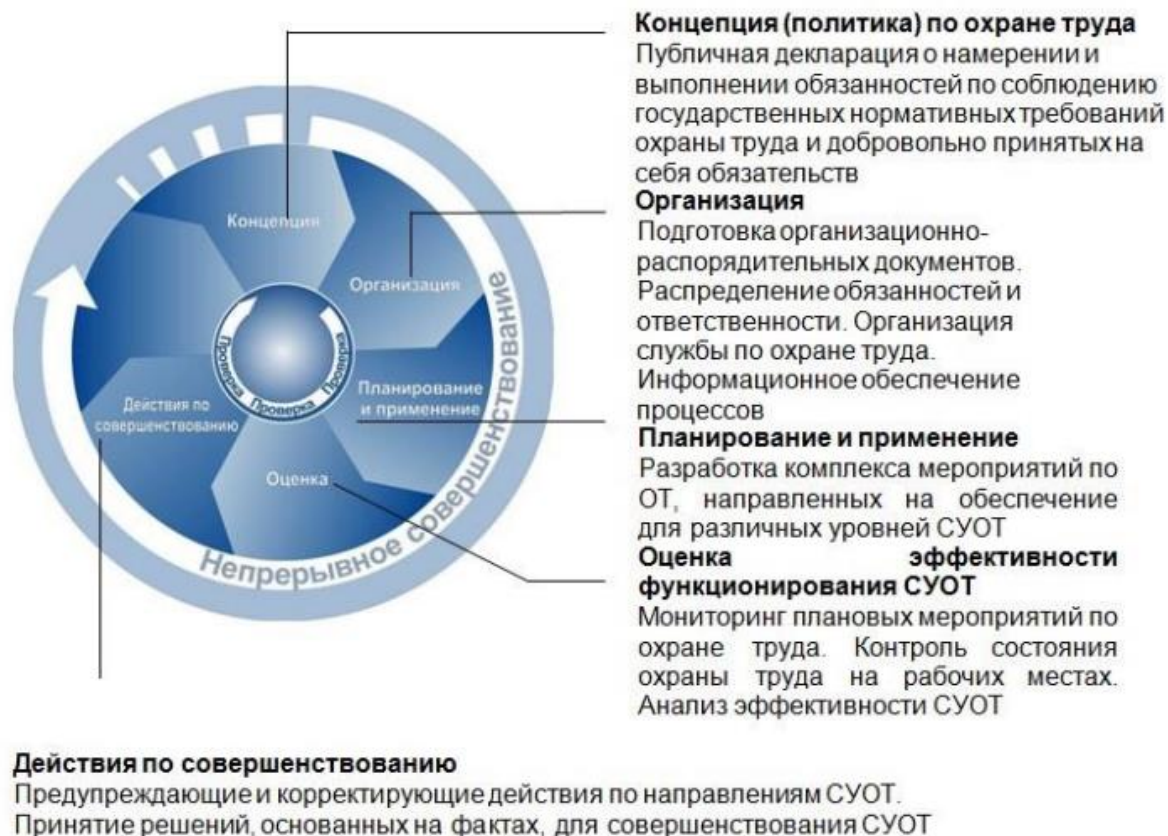 Концепция (политика) по охране труда
Публичная декларация о намерении и
выполнении обязанностей по соблюдению
государственных нормативных требований
охраны труда и добровольно принятых на
себя обязательств
Организация
Подготовка организационно-
распорядительных документов.
Распределение обязанностей и
ответственности. Организация
службы по охране труда.
Информационное обеспечение
процессов
Планирование и применение
Разработка комплекса мероприятий по
ОТ, направленных на обеспечение
для различных уровней СУОТ
Оценка эффективности
функционирования СУОТ
Мониторинг плановых мероприятий по
охране труда. Контроль состояния
охраны труда на рабочих местах.
Анализ эффективности СУОТ
Концепция
Организация
Планирование
и применение
Оценка
Действия по
совершенствованию
Проверка
Проверка
Проверка
Непрерывное совершенствование
Действия по совершенствованию
Предупреждающие и корректирующие действия по направлениям СУОТ.
Принятие решений, основанных на фактах, для совершенствования СУОТ